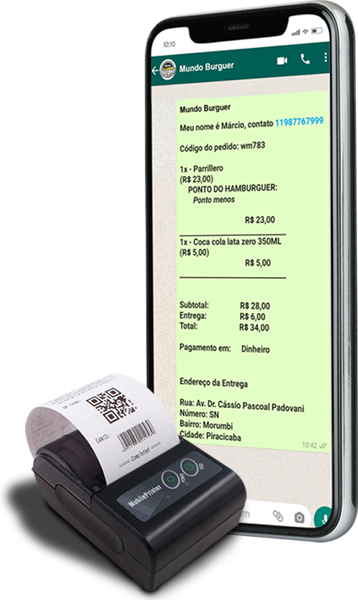 10:10
Mundo Burguer
Mundo Burguer
Meu nome é Márcio, contato 11987767999
Código do pedido: wm783
1x - Parrillero
(R$ 23,00)
PONTO DO HAMBURGUER:
Ponto menos
R$ 23,00
1x - Coca cola lata zero 350ML
(R$ 5,00)
R$ 5,00
Subtotal: R$ 28,00
Entrega: R$ 6,00
Total: R$ 34,00
Pagamento em: Dinheiro
Endereço da Entrega
Rua: Av. Dr. Cássio Pascoal Padovani
Número: SN
Bairro: Morumbi
Cidade: Piracicaba
10:42
EAN13:
Completed
MobilePrinter